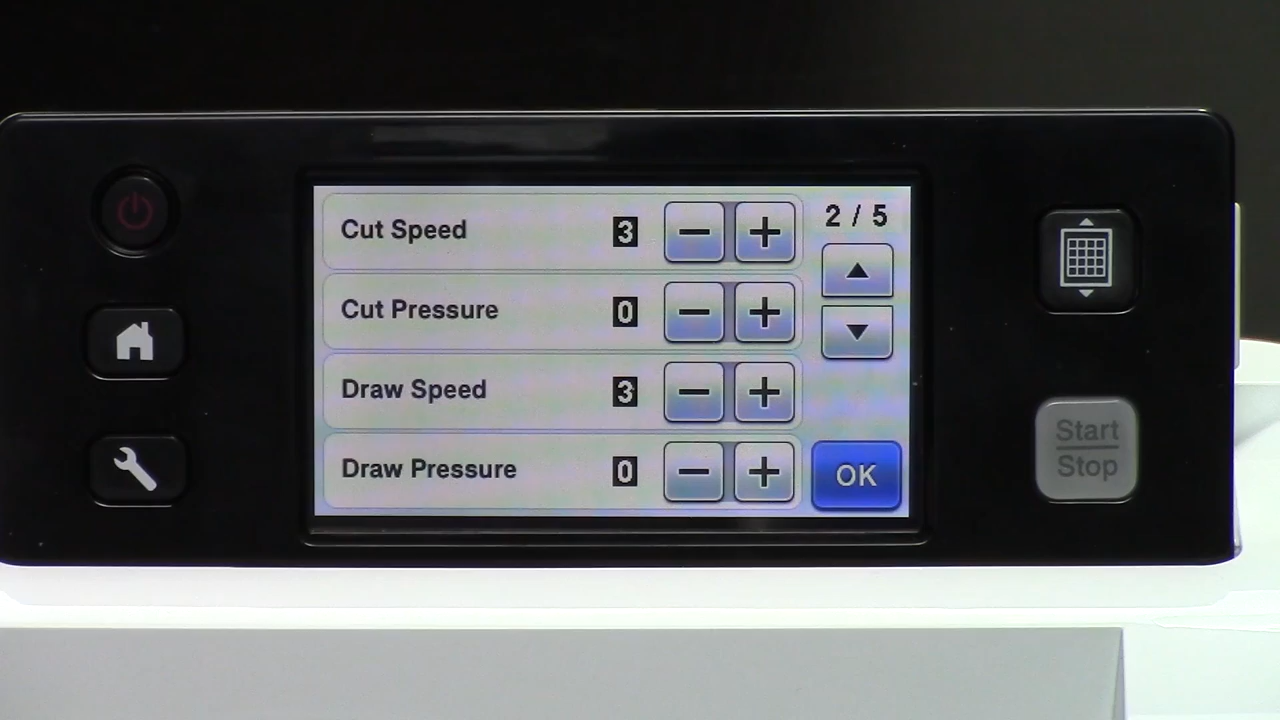 Cut Speed 3 − + 2 / 5
Cut Pressure 0 − +
Draw Speed 3 − +
Draw Pressure 0 − + OK
Start
Stop